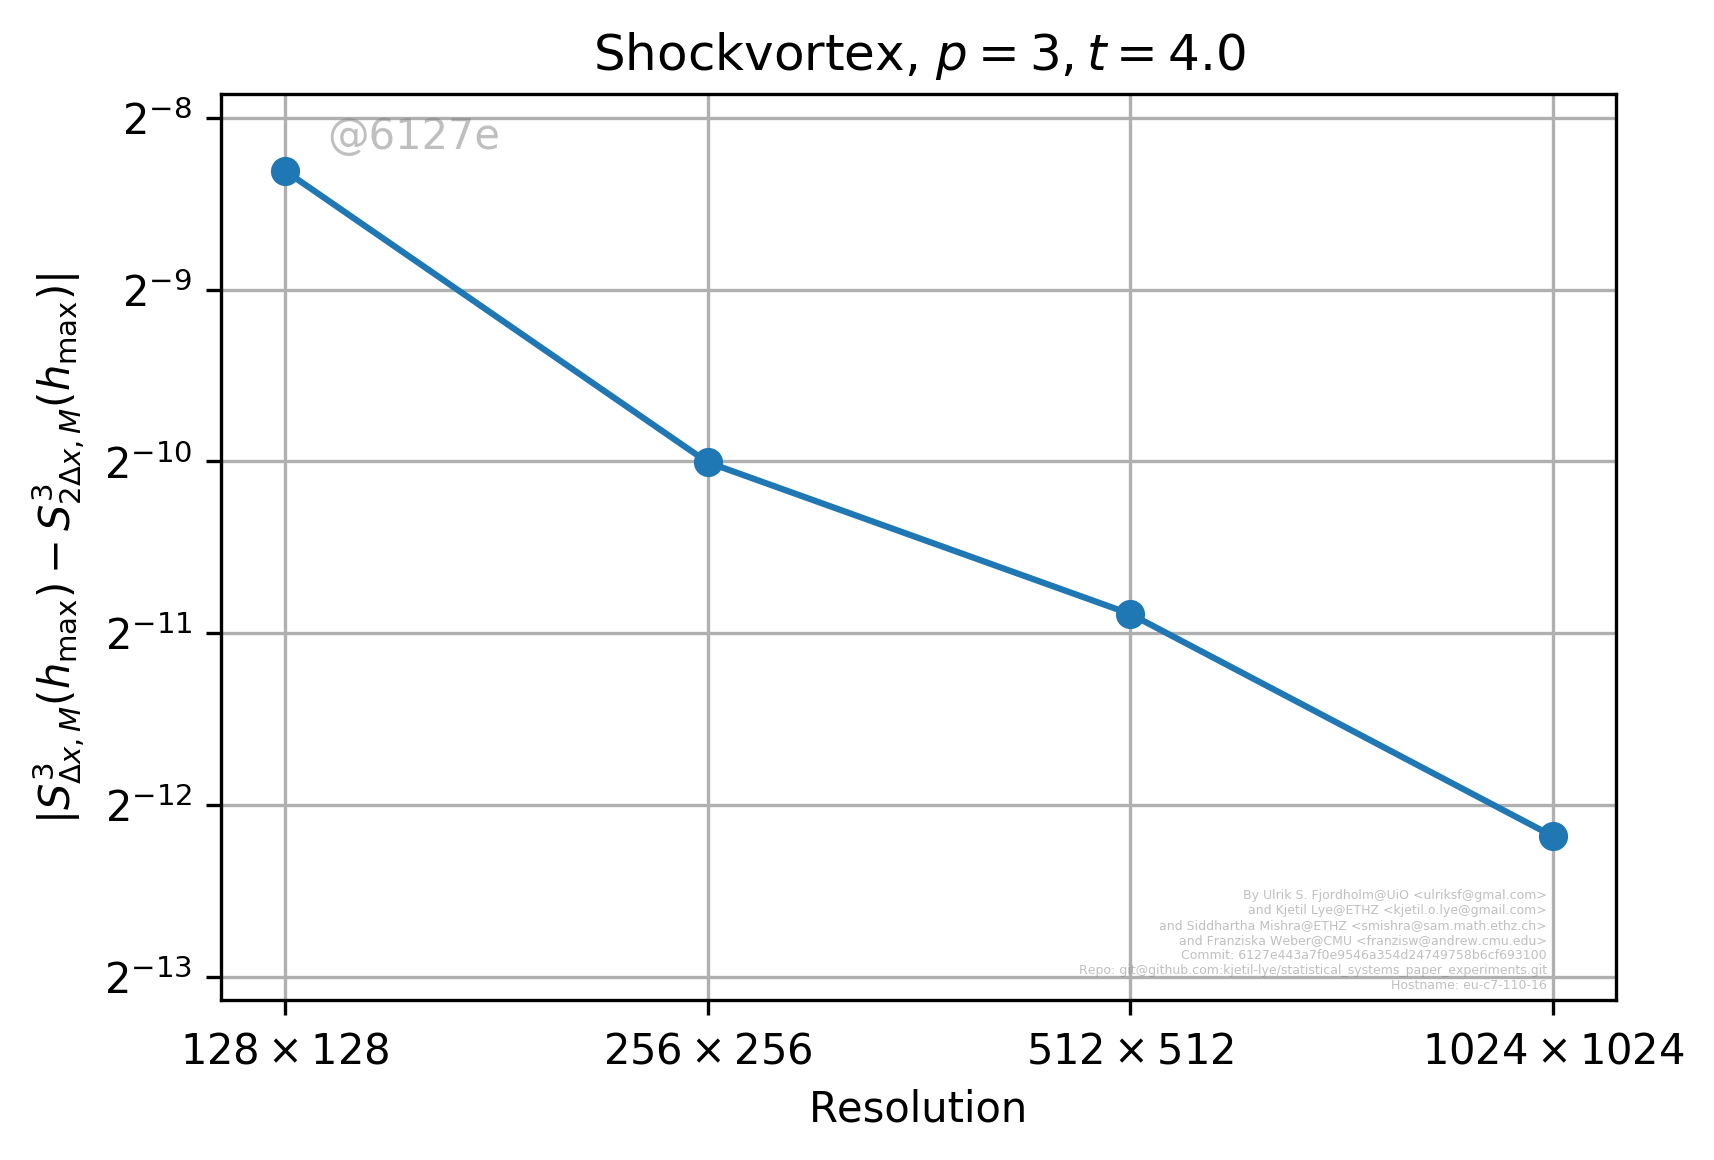 Shockvortex, p = 3, t = 4.0
@6127e
2⁻⁸
2⁻⁹
2⁻¹⁰
2⁻¹¹
2⁻¹²
2⁻¹³
|S³_{Δx,M}(h_max) − S³_{2Δx,M}(h_max)|
By Ulrik S. Fjordholm@UiO <ulriksf@gmal.com>
and Kjetil Lye@ETHZ <kjetil.o.lye@gmail.com>
and Siddhartha Mishra@ETHZ <smishra@sam.math.ethz.ch>
and Franziska Weber@CMU <franzisw@andrew.cmu.edu>
Commit: 6127e443a7f0e9546a354d24749758b6cf693100
Repo: git@github.com:kjetil-lye/statistical_systems_paper_experiments.git
Hostname: eu-c7-110-16
128 × 128
256 × 256
512 × 512
1024 × 1024
Resolution